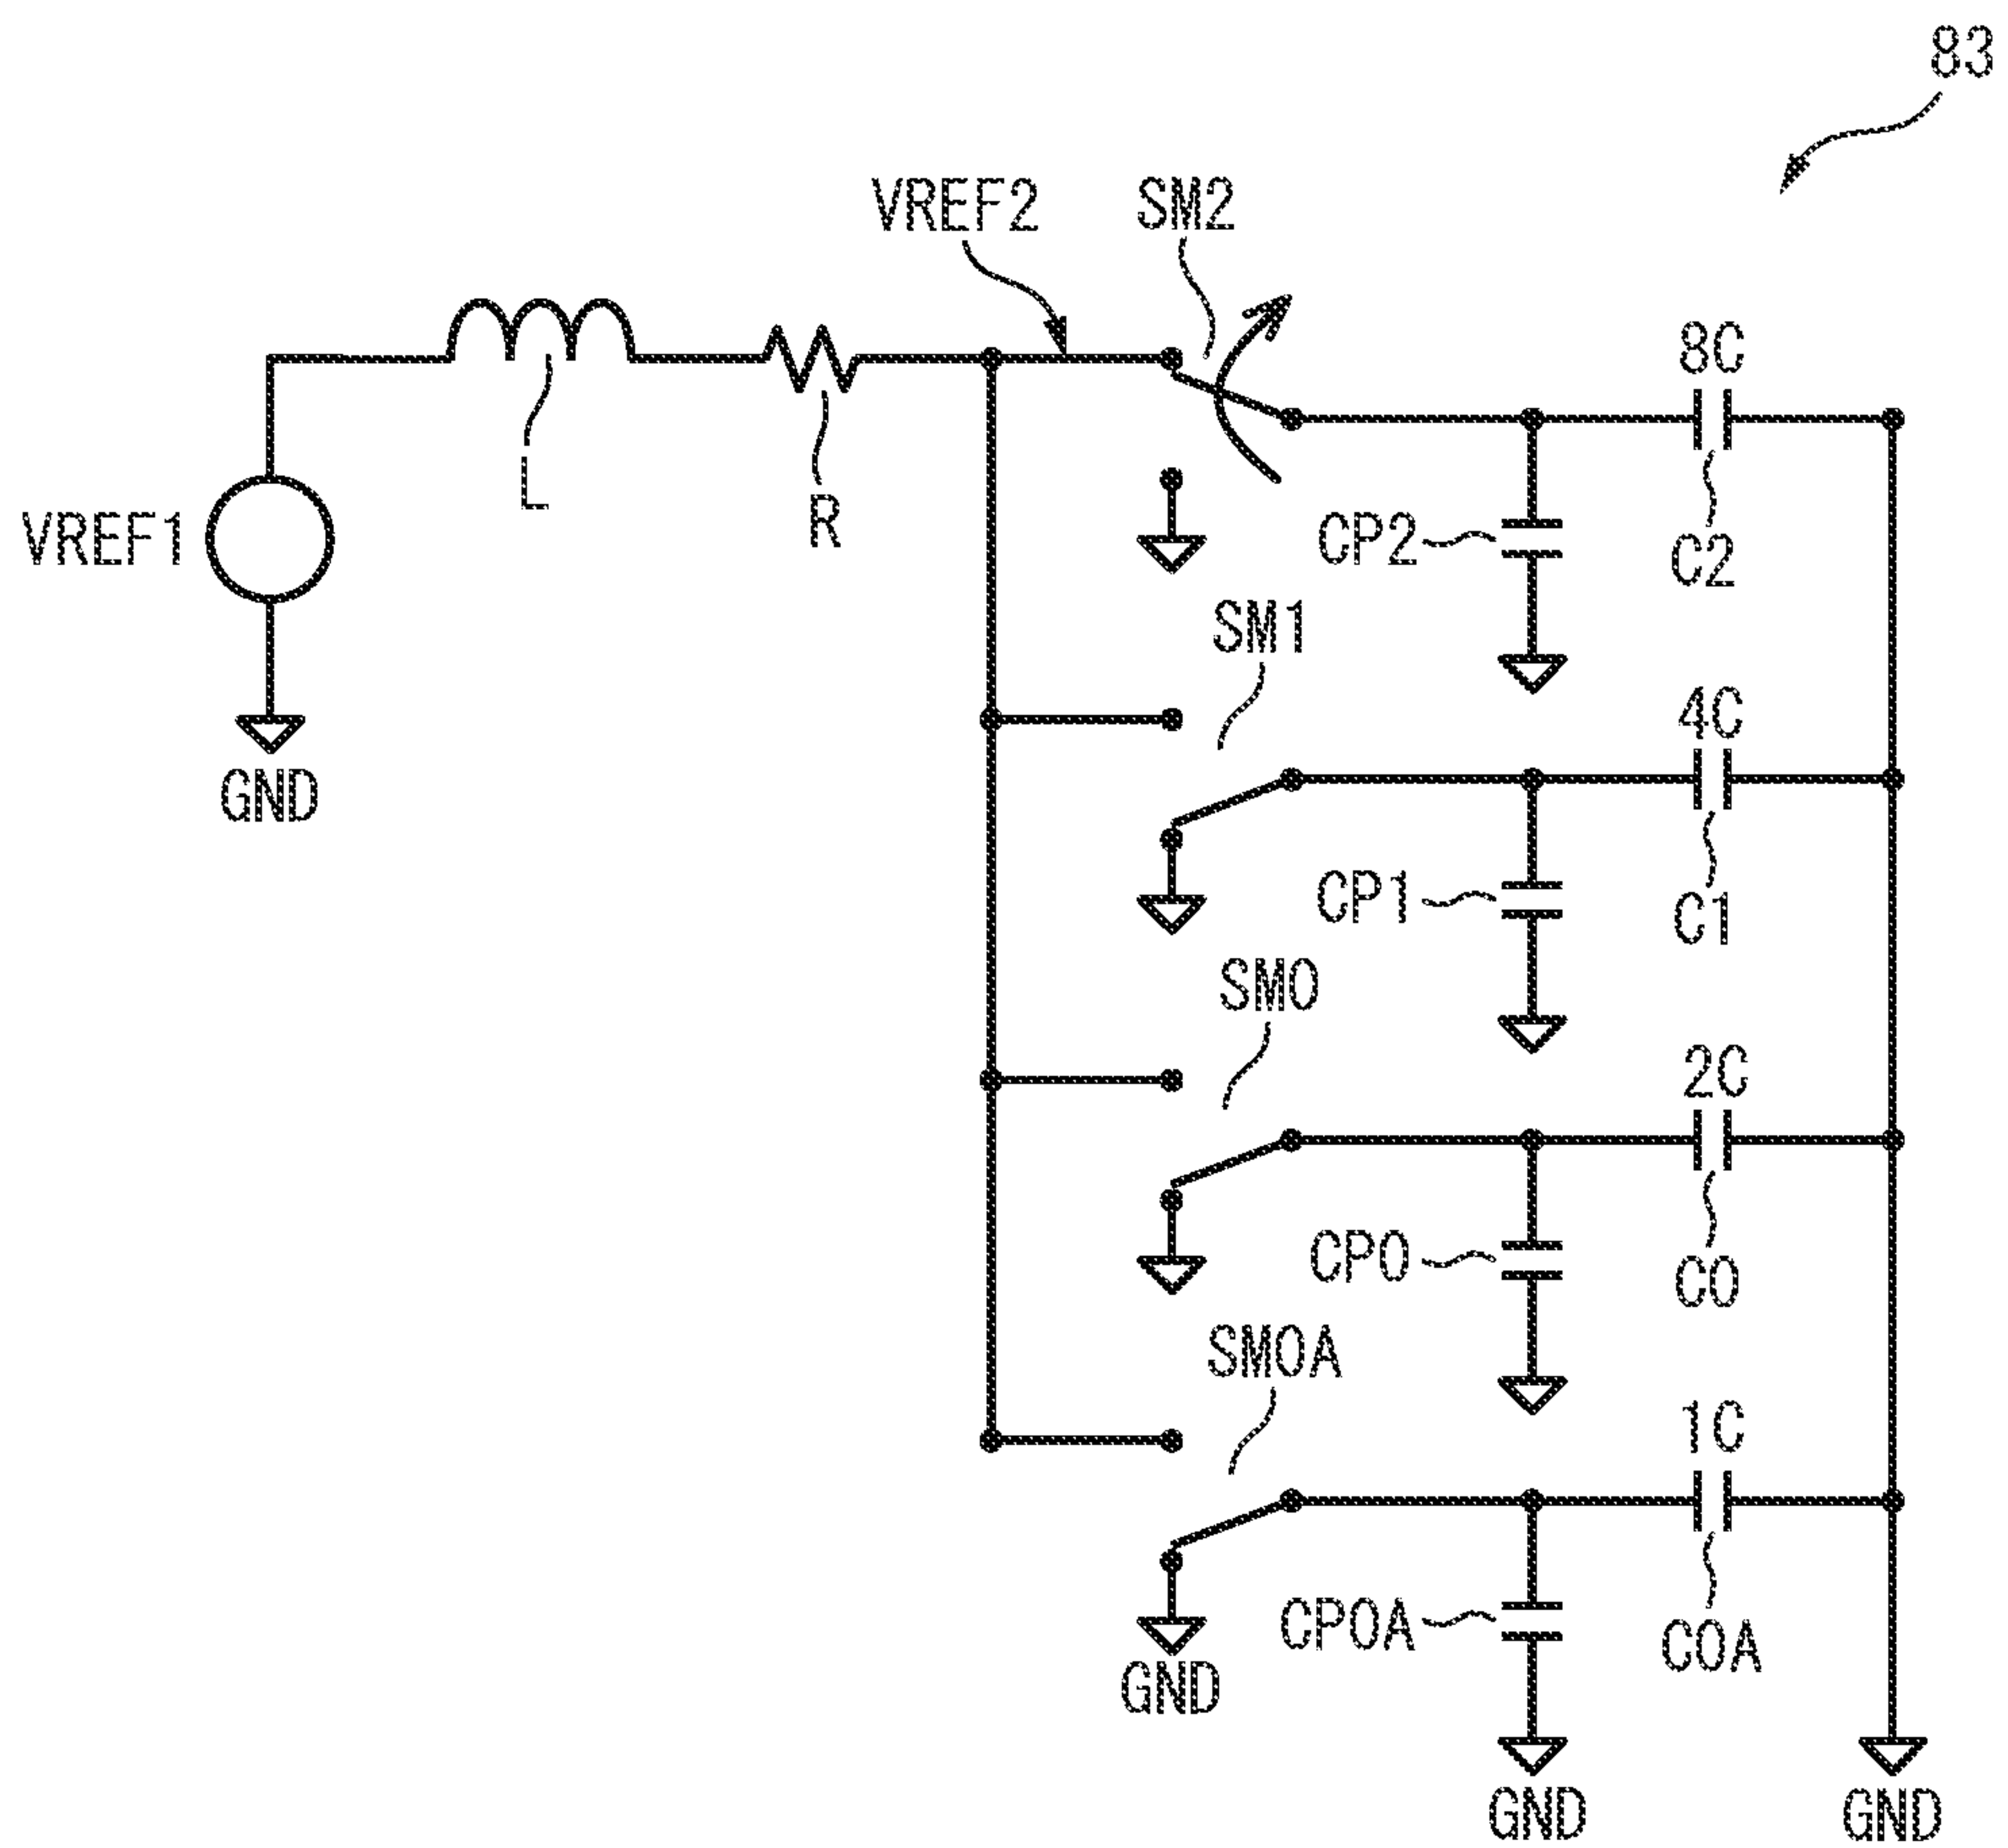 83
VREF2
SM2
8C
L
R
VREF1
CP2
C2
SM1
4C
GND
CP1
C1
SM0
2C
CP0
C0
SM0A
1C
CP0A
C0A
GND
GND
GND